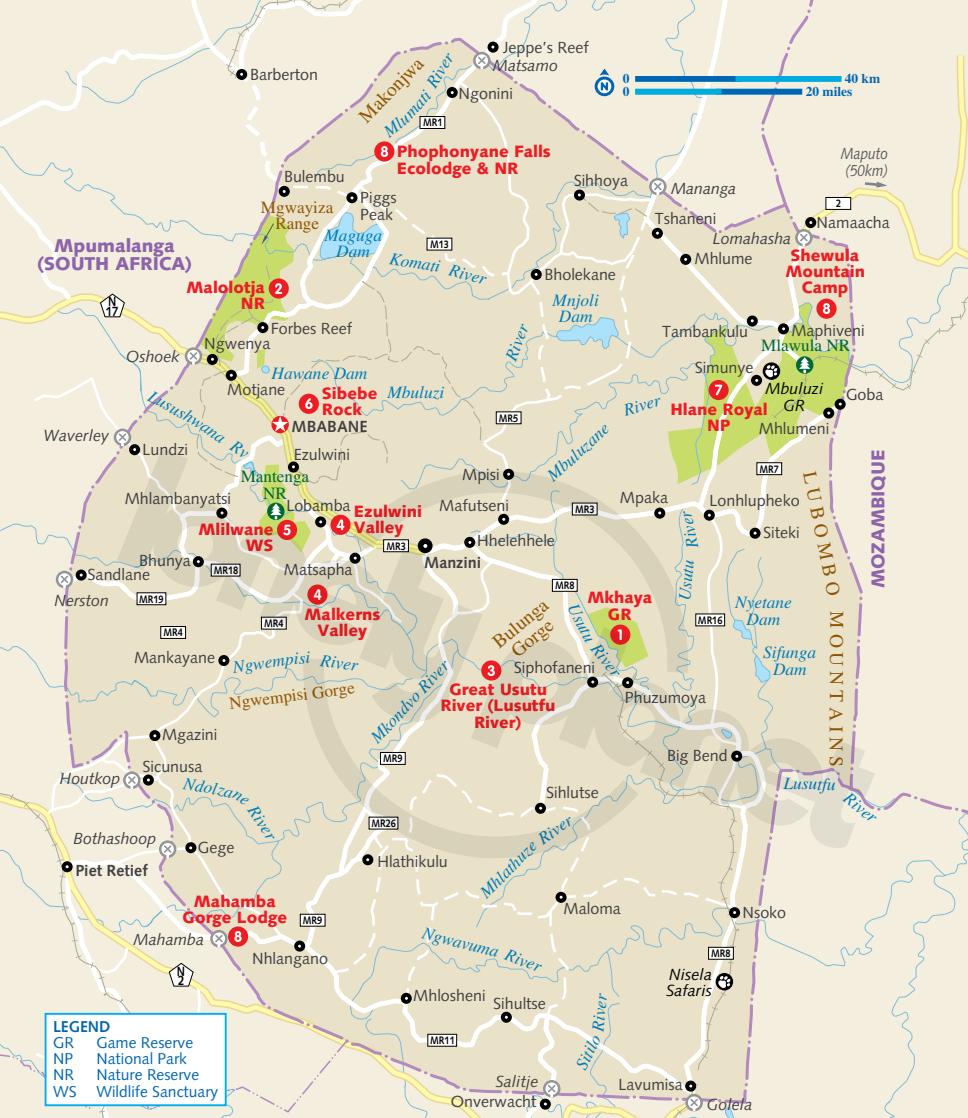 Jeppe's Reef
Matsamo
Barberton
Makonjwa
Mlumati River
Ngonini
0 40 km
N
0 20 miles
MR1
8 Phophonyane Falls
Ecolodge & NR
Maputo
(50km)
Bulembu
Sihhoya
Mananga
Piggs
Peak
2
Mgwayiza
Range
Tshaneni
Namaacha
Maguga
Dam
M13
Lomahasha
Mpumalanga
(SOUTH AFRICA)
Komati River
Mhlume
Shewula
Mountain
Camp
8
Bholekane
Malolotja
NR
2
Mnjoli
Dam
N
17
Forbes Reef
River
Tambankulu
Maphiveni
Ngwenya
Mlawula NR
Oshoek
Hawane Dam
Simunye
Motjane
Mbuluzi
GR
6 Sibebe
Rock
Mbuluzi
7
Hlane Royal
NP
Goba
Lusushwana Rv
River
MBABANE
MR5
Mhlumeni
Waverley
Lundzi
Mbuluzane
Ezulwini
MR7
Mpisi
Mantenga
NR
Mhlambanyatsi
Lobamba
Mafutseni
MR3
Mpaka
Lonhlupheko
4 Ezulwini
Valley
Mlilwane
WS
5
Siteki
MR3
Hhelehhele
Manzini
Bhunya
MR18
Matsapha
Usutu River
LUBOMBO MOUNTAINS
MOZAMBIQUE
Sandlane
Nerston
MR19
MR8
4
Malkerns
Valley
Mkhaya
GR
1
Nyetane
Dam
MR4
MR4
Bulunga
Gorge
Usutu River
MR16
Mankayane
Ngwempisi River
Sifunga
Dam
3
Great Usutu
River (Lusutfu
River)
Siphofaneni
Ngwempisi Gorge
Phuzumoya
Mkondvo River
Mgazini
MR9
Big Bend
Houtkop
Sicunusa
Ndolzane River
Lusutfu River
Sihlutse
MR26
Bothashoop
Gege
Mhlathuze River
Hlathikulu
Piet Retief
Mahamba
Gorge Lodge
8
Maloma
Nsoko
MR9
Mahamba
Ngwavuma River
Nhlangano
MR8
N
2
Nisela
Safaris
Mhlosheni
Sihultse
Sitilo River
LEGEND
GR Game Reserve
NP National Park
NR Nature Reserve
WS Wildlife Sanctuary
MR11
Salitje
Lavumisa
Onverwacht
Golela
lonely planet